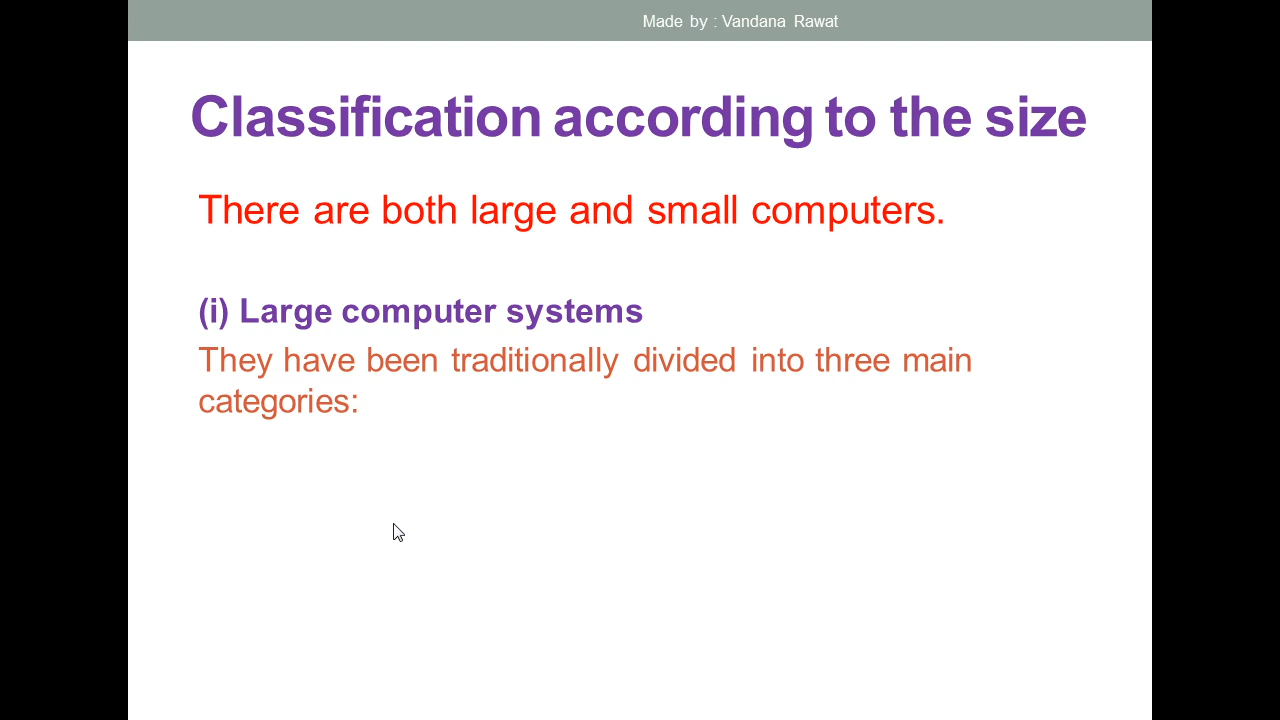 Made by : Vandana Rawat
Classification according to the size
There are both large and small computers.
(i) Large computer systems
They have been traditionally divided into three main
categories: